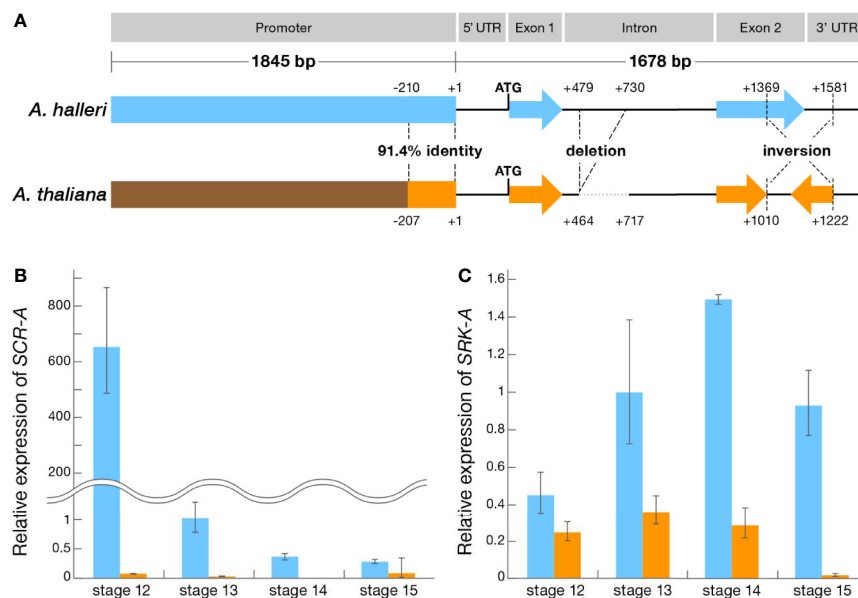 A
Promoter 5' UTR Exon 1 Intron Exon 2 3' UTR
1845 bp 1678 bp
-210 +1 ATG +479 +730 +1369 +1581
A. halleri
91.4% identity deletion inversion
ATG
A. thaliana
-207 +1 +464 +717 +1010 +1222
B
Relative expression of SCR-A
800
600
400
200
1
0.5
0
stage 12 stage 13 stage 14 stage 15
C
Relative expression of SRK-A
1.6
1.4
1.2
1
0.8
0.6
0.4
0.2
0
stage 12 stage 13 stage 14 stage 15